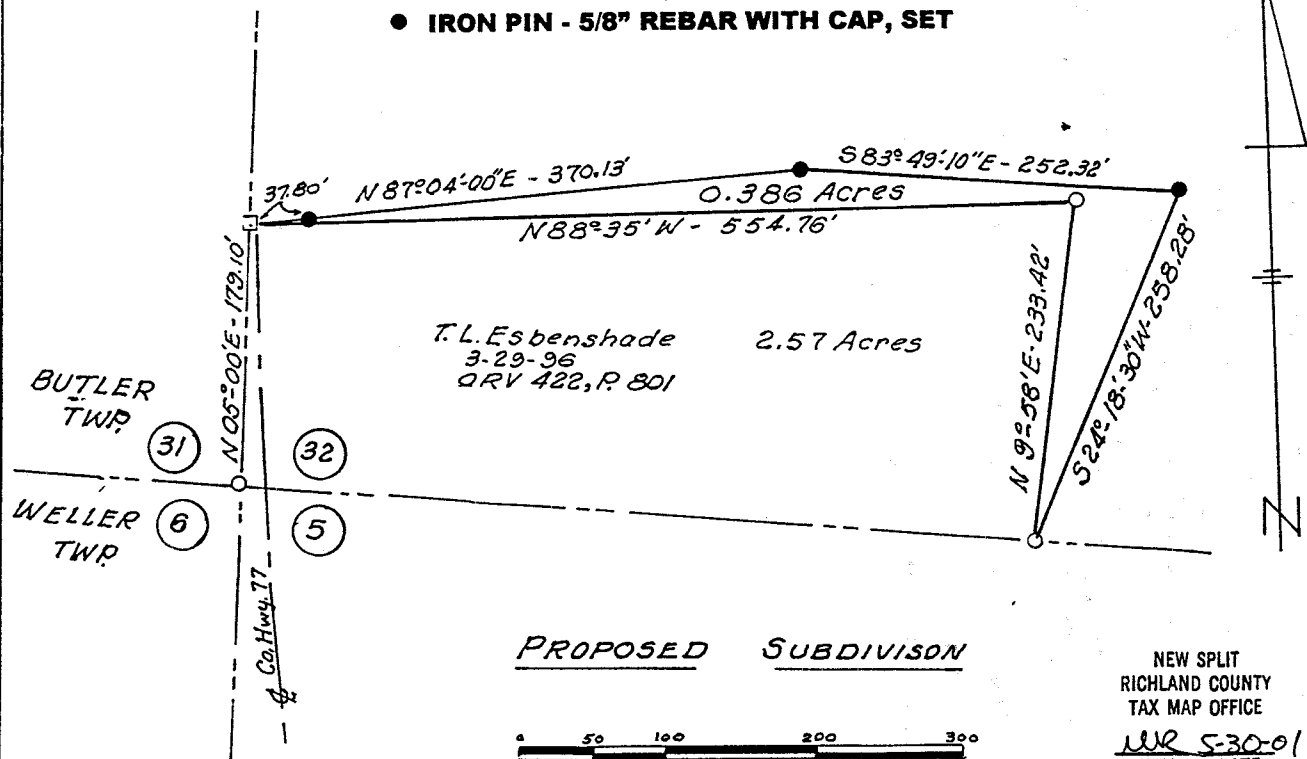 ● IRON PIN - 5/8" REBAR WITH CAP, SET
37.80'
N 87°04'-00"E - 370.13'
S 83°49'-10"E - 252.32'
0.386 Acres
N 88°35' W - 554.76'
N 05°-00'E - 179.10'
T. L. Esbenshade
3-29-96
ORV 422, P. 801
2.57 Acres
N 9°58'E - 233.42'
S 24°-18'-30"W - 258.28'
BUTLER
TWP.
31
32
WELLER
TWP.
6
5
℄ Co. Hwy. 77
N
PROPOSED SUBDIVISON
0 50 100 200 300
NEW SPLIT
RICHLAND COUNTY
TAX MAP OFFICE
5-30-01